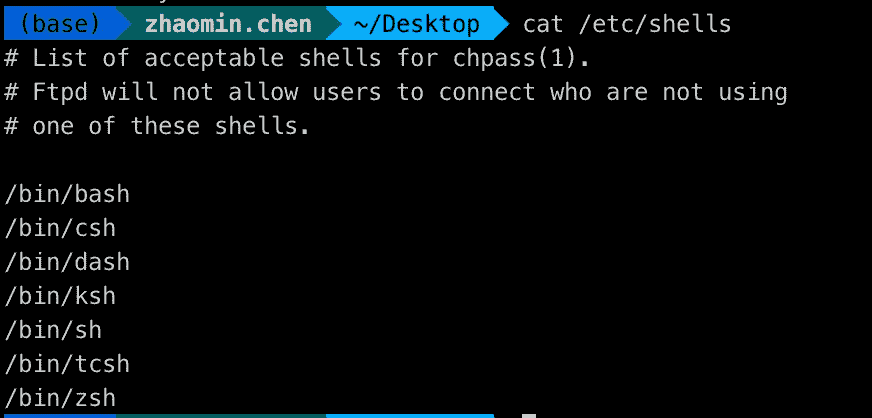 (base) zhaomin.chen ~/Desktop cat /etc/shells
# List of acceptable shells for chpass(1).
# Ftpd will not allow users to connect who are not using
# one of these shells.
/bin/bash
/bin/csh
/bin/dash
/bin/ksh
/bin/sh
/bin/tcsh
/bin/zsh